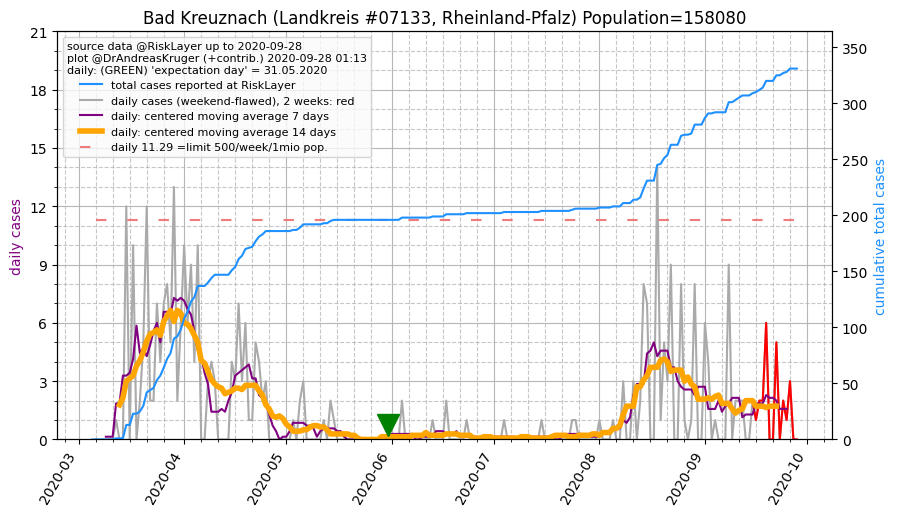 Bad Kreuznach (Landkreis #07133, Rheinland-Pfalz) Population=158080
source data @RiskLayer up to 2020-09-28
plot @DrAndreasKruger (+contrib.) 2020-09-28 01:13
daily: (GREEN) 'expectation day' = 31.05.2020
total cases reported at RiskLayer
daily cases (weekend-flawed), 2 weeks: red
daily: centered moving average 7 days
daily: centered moving average 14 days
daily 11.29 =limit 500/week/1mio pop.
daily cases
21
18
15
12
9
6
3
0
350
300
250
200
150
100
50
0
cumulative total cases
2020-03
2020-04
2020-05
2020-06
2020-07
2020-08
2020-09
2020-10